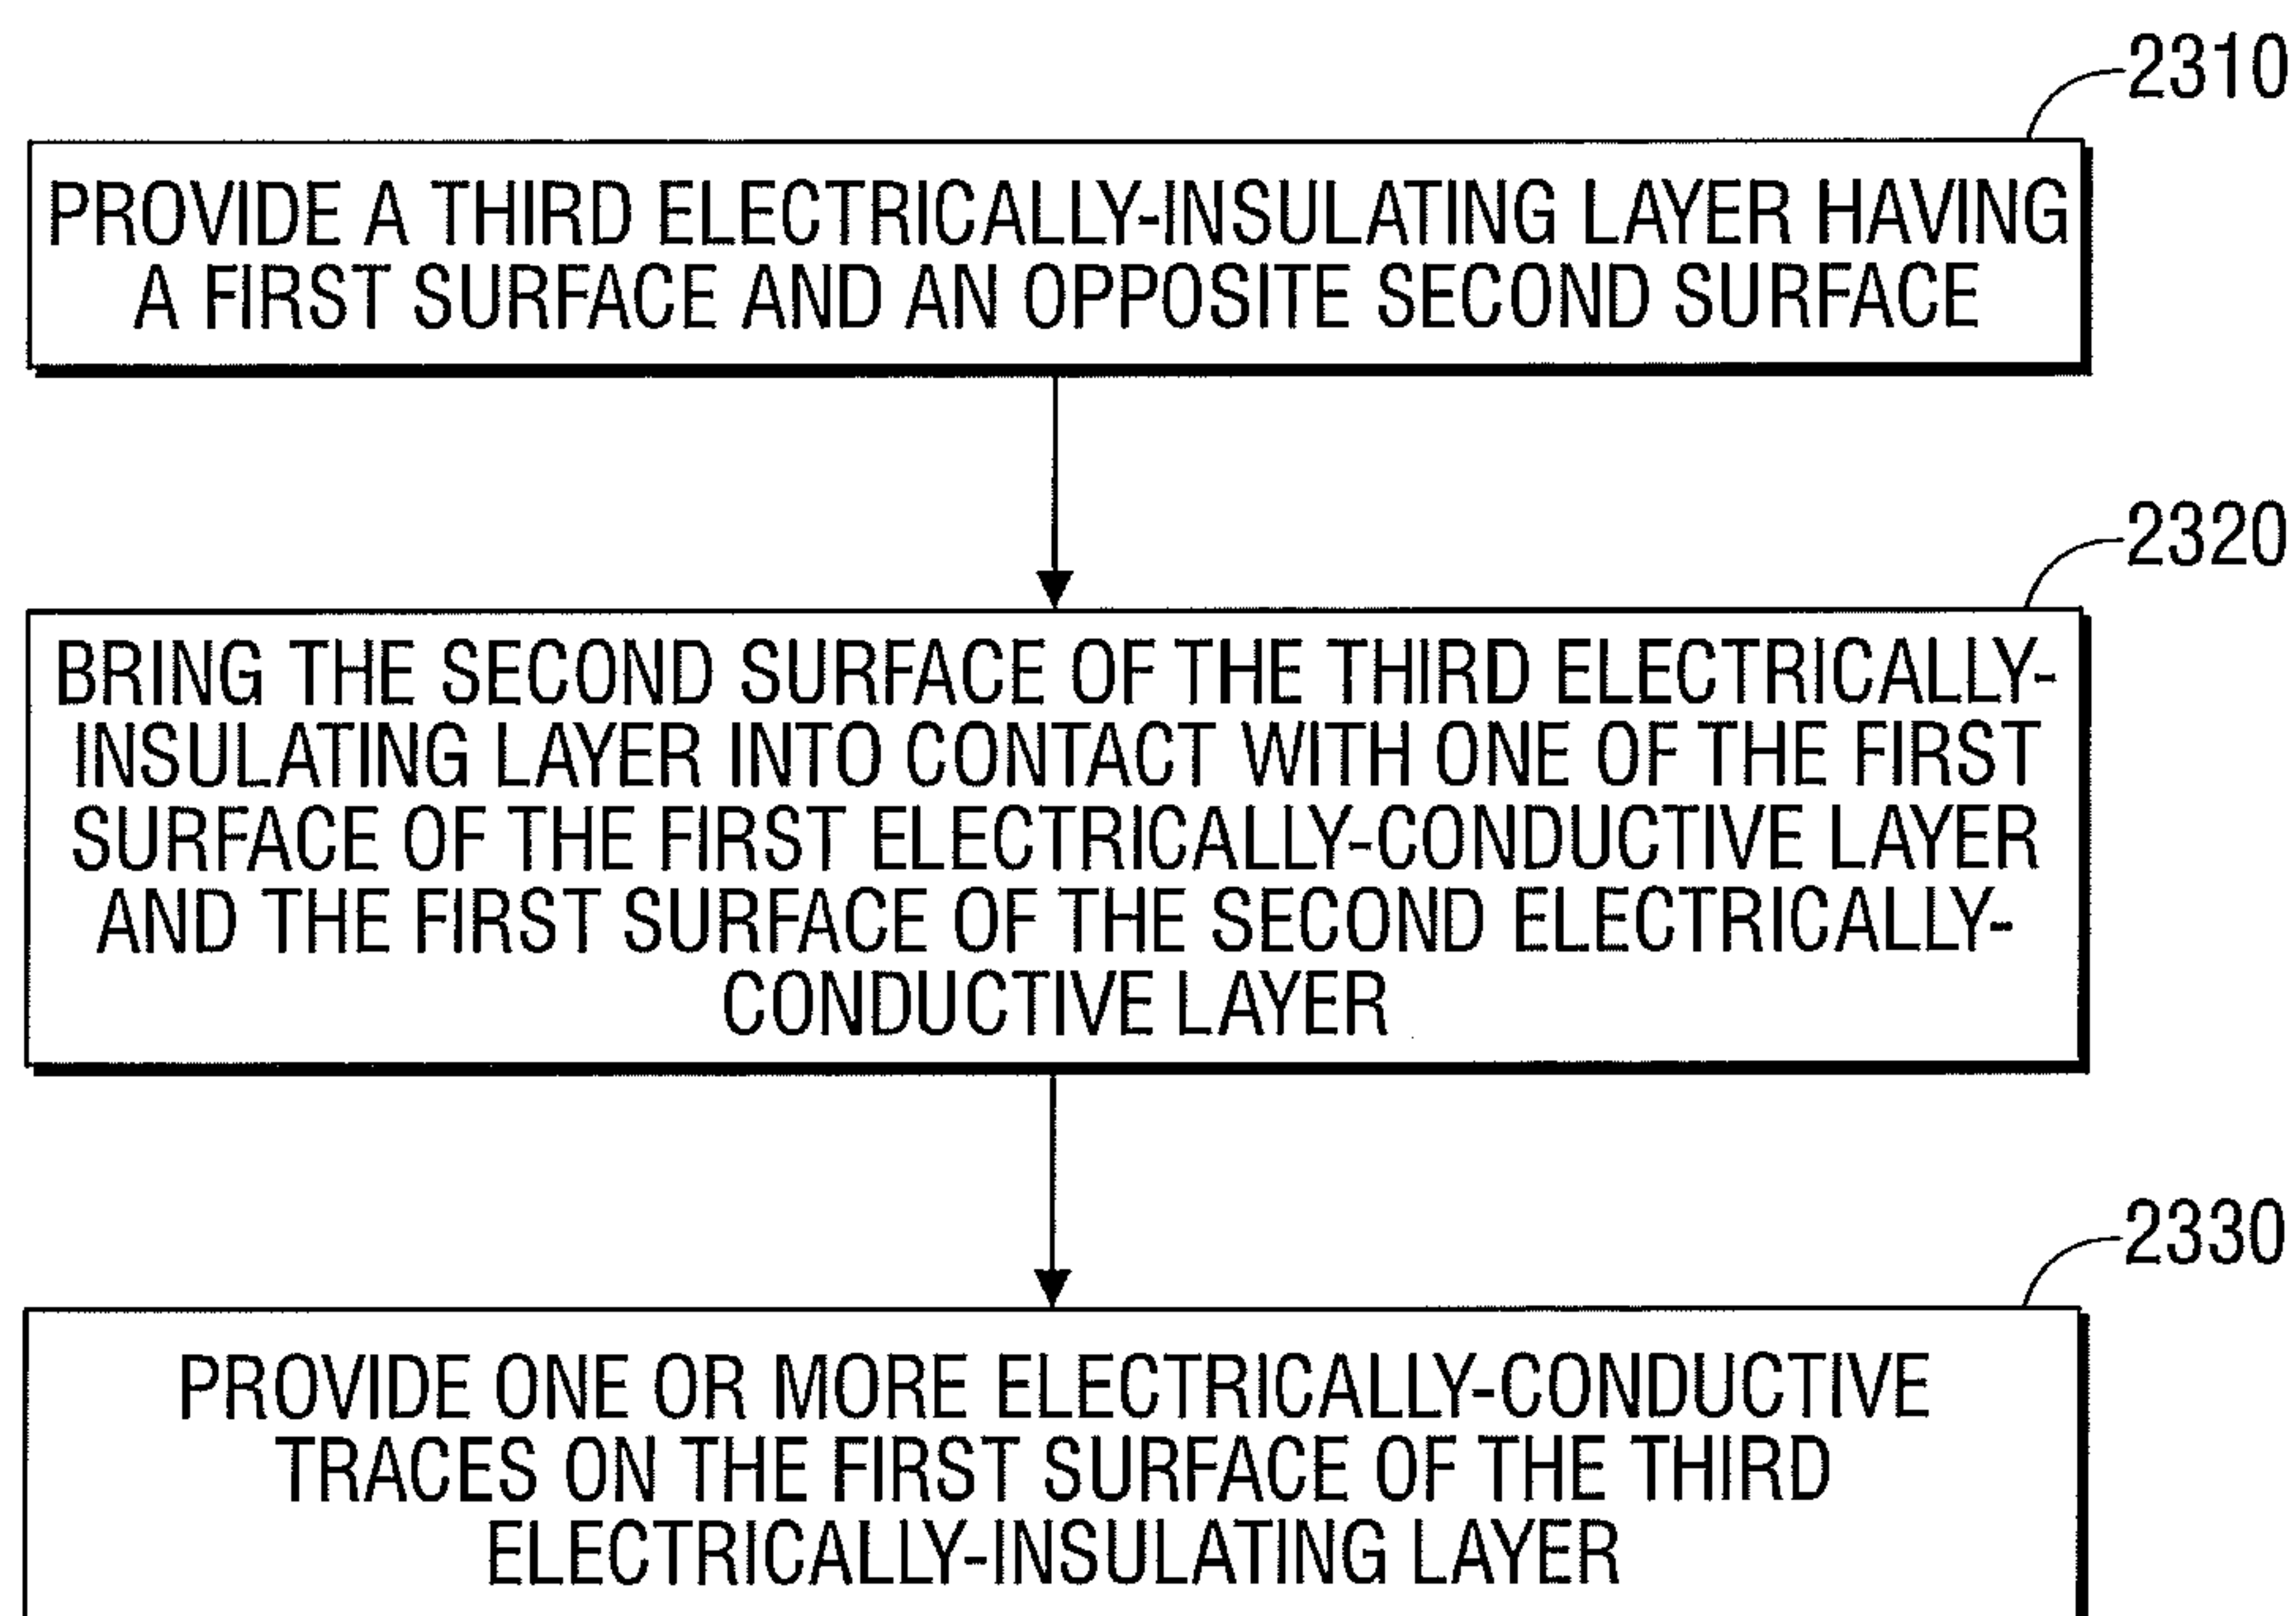 2310
PROVIDE A THIRD ELECTRICALLY-INSULATING LAYER HAVING
A FIRST SURFACE AND AN OPPOSITE SECOND SURFACE
2320
BRING THE SECOND SURFACE OF THE THIRD ELECTRICALLY-
INSULATING LAYER INTO CONTACT WITH ONE OF THE FIRST
SURFACE OF THE FIRST ELECTRICALLY-CONDUCTIVE LAYER
AND THE FIRST SURFACE OF THE SECOND ELECTRICALLY-
CONDUCTIVE LAYER
2330
PROVIDE ONE OR MORE ELECTRICALLY-CONDUCTIVE
TRACES ON THE FIRST SURFACE OF THE THIRD
ELECTRICALLY-INSULATING LAYER